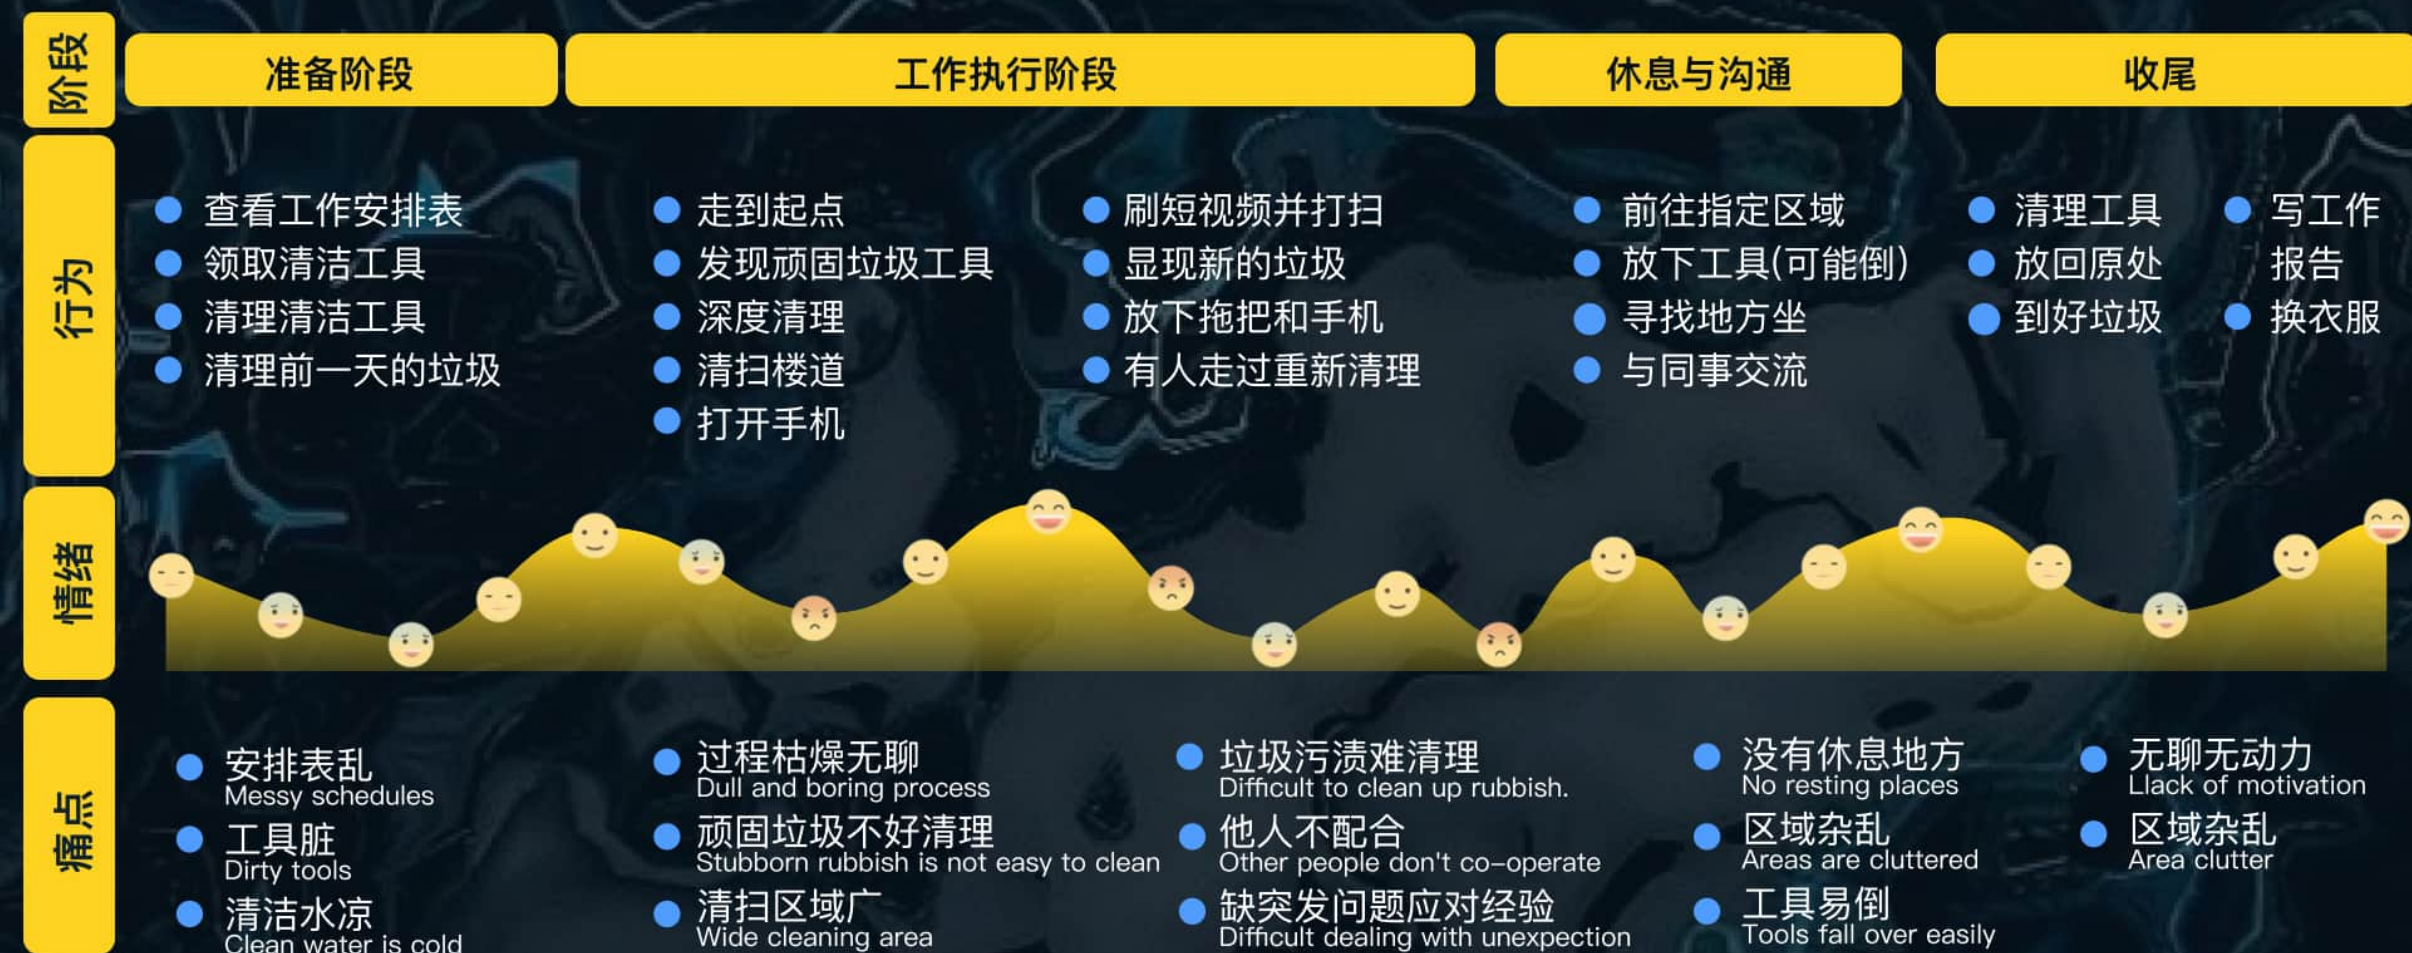 阶段
准备阶段
工作执行阶段
休息与沟通
收尾
行为
查看工作安排表
领取清洁工具
清理清洁工具
清理前一天的垃圾
走到起点
发现顽固垃圾工具
深度清理
清扫楼道
打开手机
刷短视频并打扫
显现新的垃圾
放下拖把和手机
有人走过重新清理
前往指定区域
放下工具(可能倒)
寻找地方坐
与同事交流
清理工具
放回原处
到好垃圾
写工作
报告
换衣服
情绪
痛点
安排表乱
Messy schedules
工具脏
Dirty tools
清洁水凉
Clean water is cold
过程枯燥无聊
Dull and boring process
顽固垃圾不好清理
Stubborn rubbish is not easy to clean
清扫区域广
Wide cleaning area
垃圾污渍难清理
Difficult to clean up rubbish.
他人不配合
Other people don't co-operate
缺突发问题应对经验
Difficult dealing with unexpection
没有休息地方
No resting places
区域杂乱
Areas are cluttered
工具易倒
Tools fall over easily
无聊无动力
Llack of motivation
区域杂乱
Area clutter